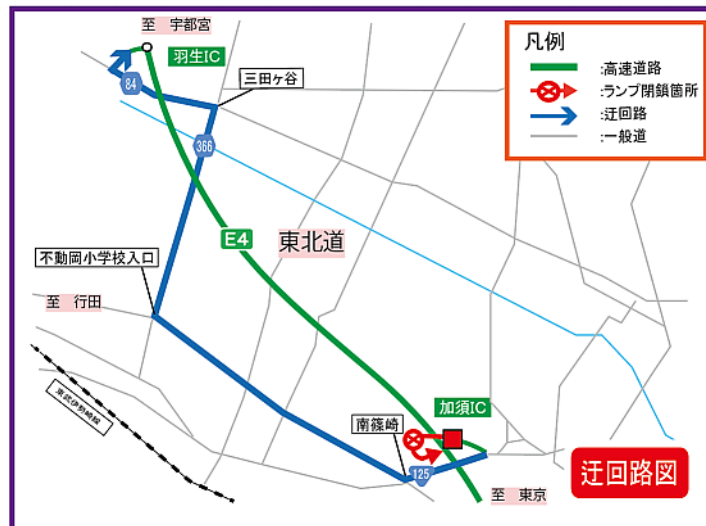 至 宇都宮
羽生IC
凡例
:高速道路
:ランプ閉鎖箇所
:迂回路
:一般道
84
三田ヶ谷
366
E4
東北道
不動岡小学校入口
至 行田
東武伊勢崎線
加須IC
南篠崎
125
至 東京
迂回路図